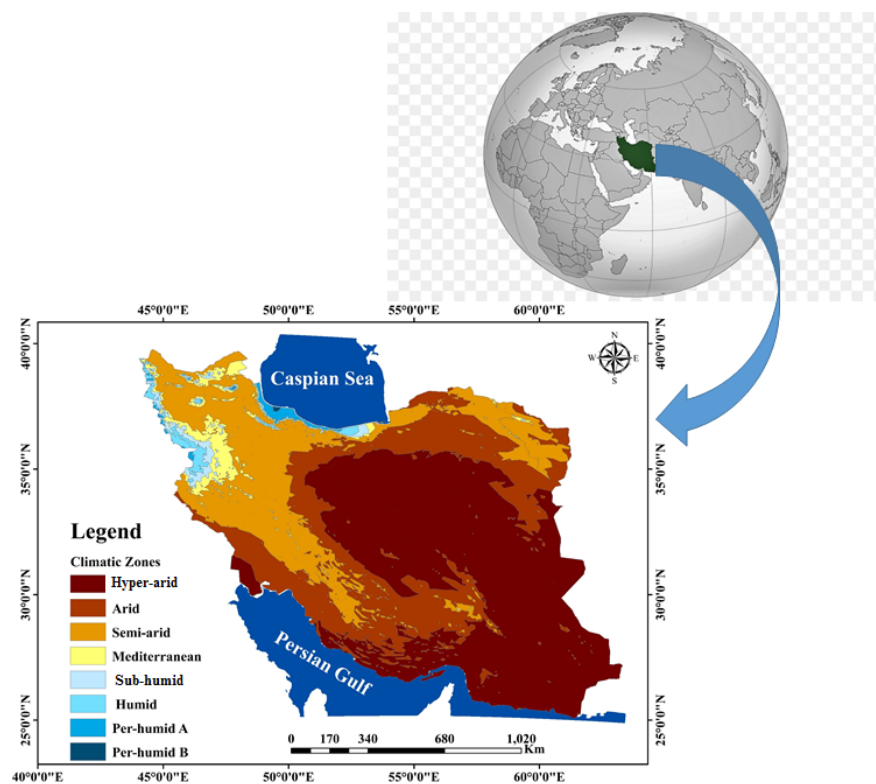 45°0'0"E 50°0'0"E 55°0'0"E 60°0'0"E
40°0'0"N
40°0'0"N
N
W E
S
Caspian Sea
35°0'0"N
35°0'0"N
Legend
Climatic Zones
Hyper-arid
Arid
Semi-arid
Mediterranean
Sub-humid
Humid
Per-humid A
Per-humid B
30°0'0"N
30°0'0"N
Persian Gulf
25°0'0"N
25°0'0"N
0 170 340 680 1,020
Km
40°0'0"E 45°0'0"E 50°0'0"E 55°0'0"E 60°0'0"E